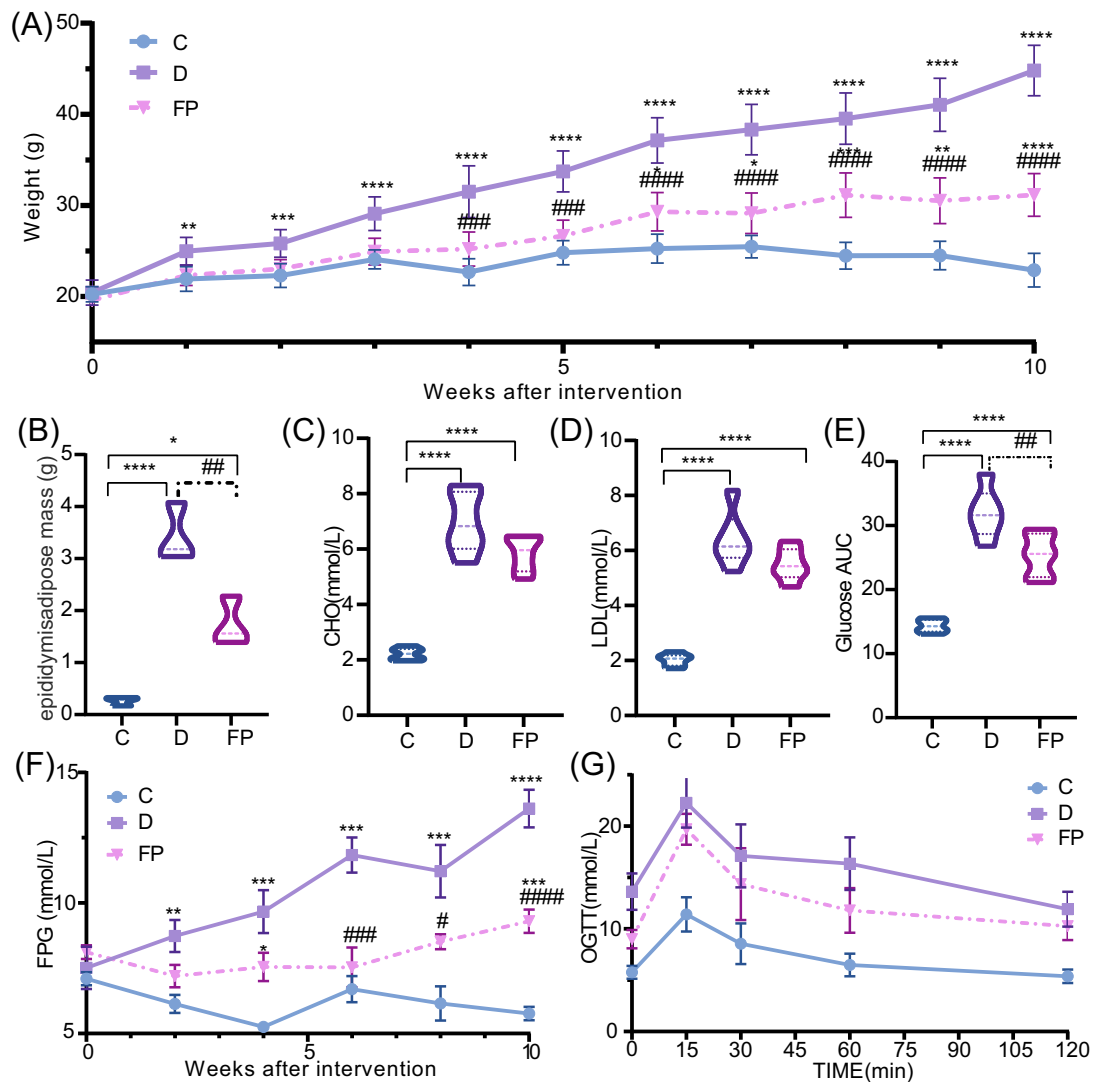 (A)
50
40
30
20
Weight (g)
C
D
FP
** *** **** **** **** **** **** **** **** ****
### ### * #### * #### *** #### ** #### **** ####
0 5 10
Weeks after intervention
(B)
5
4
3
2
1
0
epididymisadipose mass (g)
*
**** ##
C D FP
(C)
10
8
6
4
2
0
CHO(mmol/L)
****
****
C D FP
(D)
10
8
6
4
2
0
LDL(mmol/L)
****
****
C D FP
(E)
40
30
20
10
0
Glucose AUC
****
**** ##
C D FP
(F)
15
10
5
FPG (mmol/L)
C
D
FP
** *** *** *** ****
* ### # *** ####
0 5 10
Weeks after intervention
(G)
20
10
0
OGTT(mmol/L)
C
D
FP
0 15 30 45 60 75 90 105 120
TIME(min)